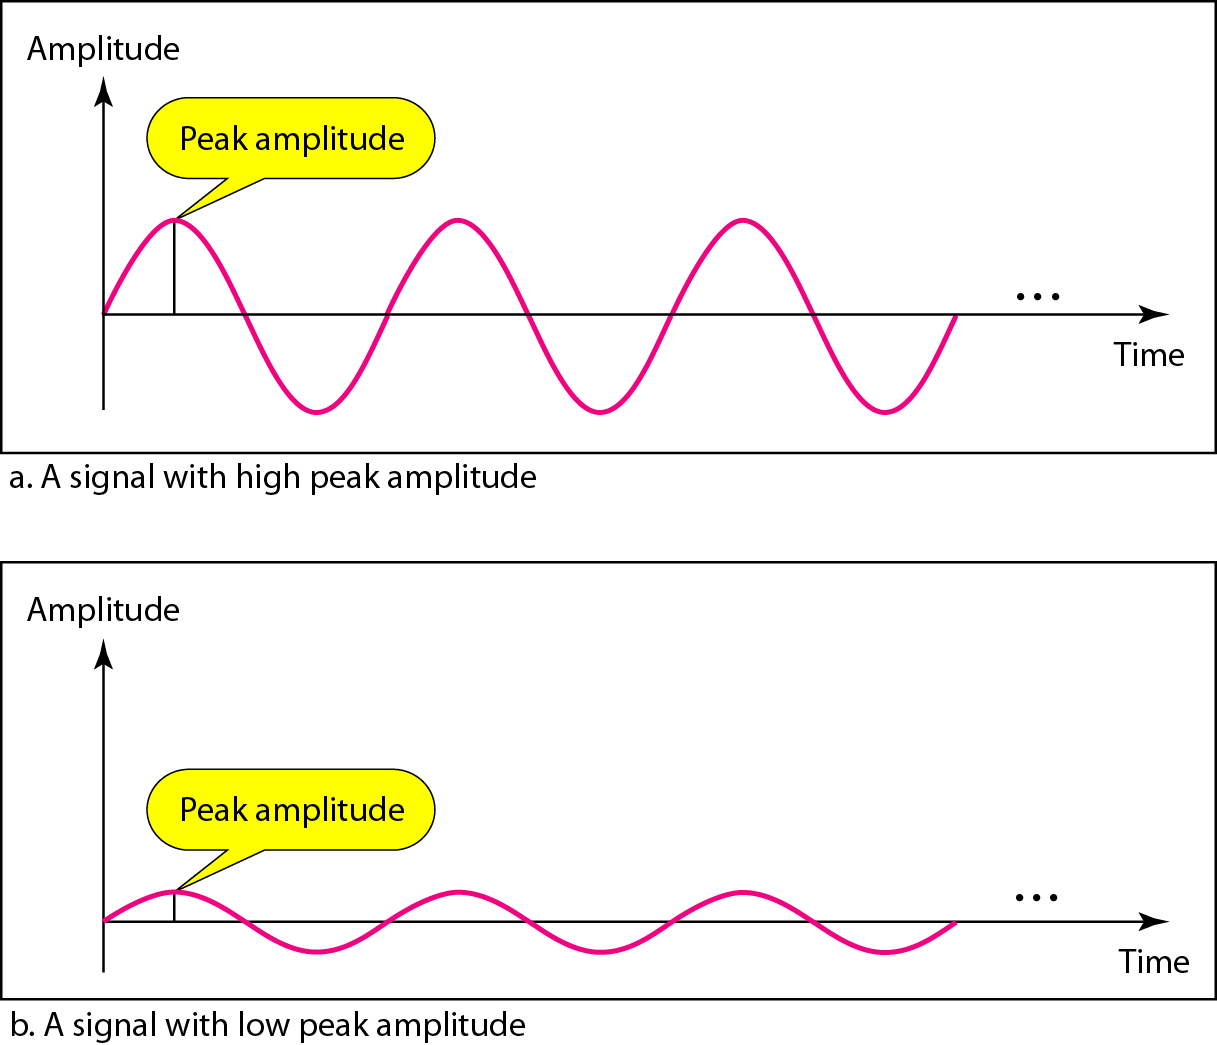 Amplitude
Peak amplitude
...
Time
a. A signal with high peak amplitude
Amplitude
Peak amplitude
...
Time
b. A signal with low peak amplitude